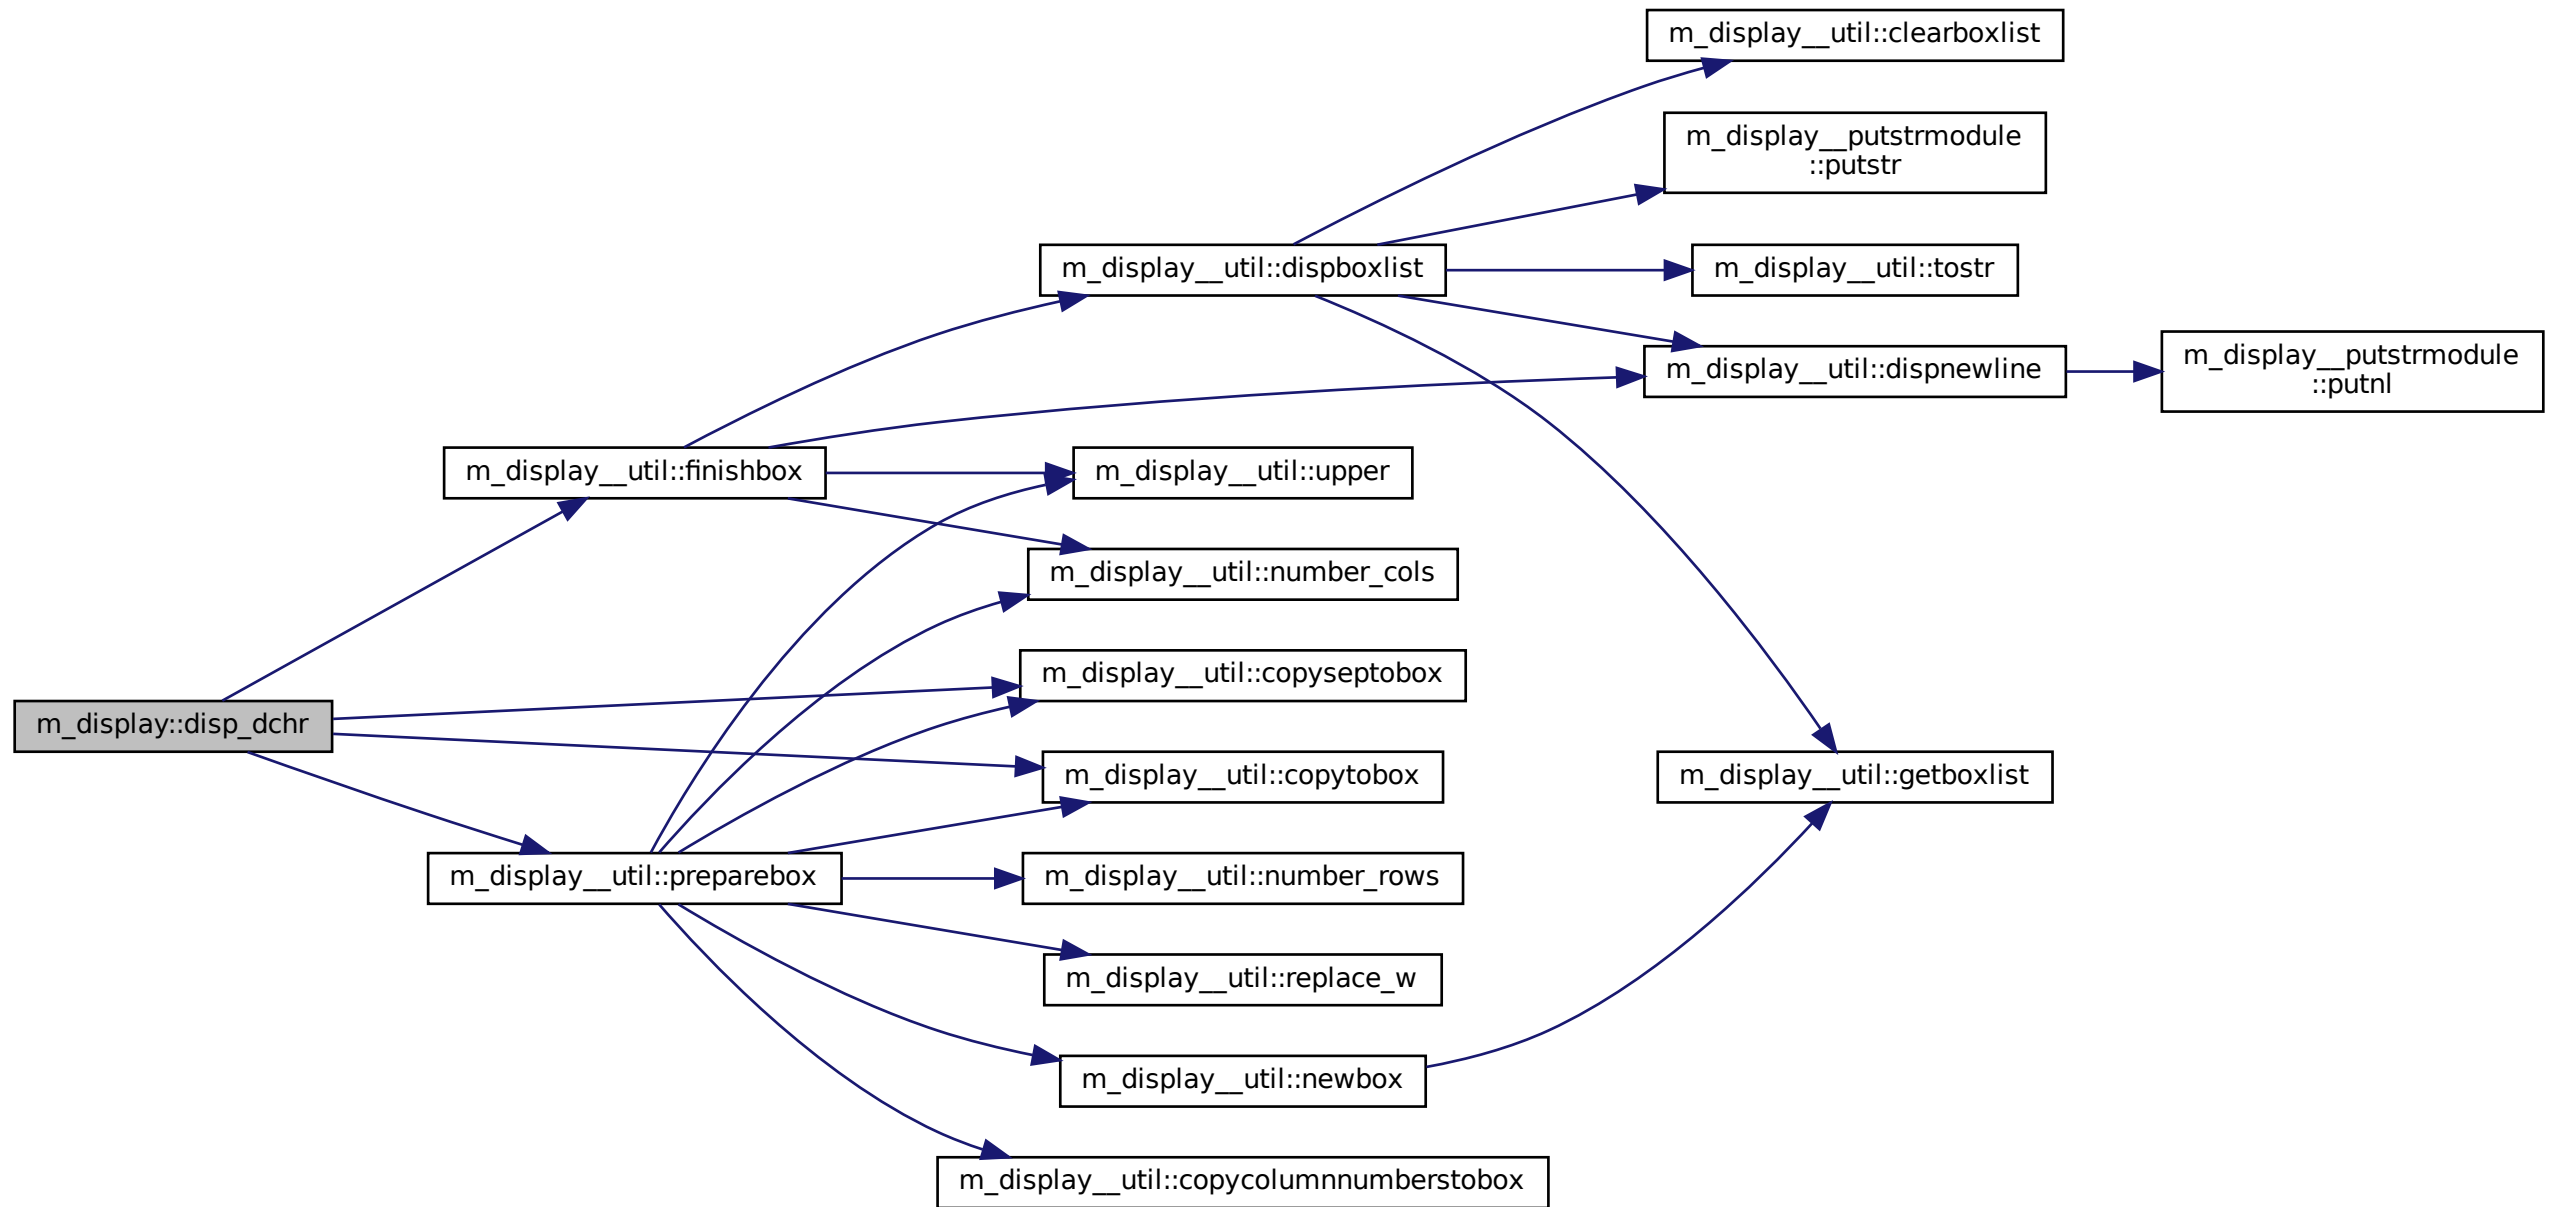 m_display__util::clearboxlist
m_display__putstrmodule
::putstr
m_display__util::dispboxlist
m_display__util::tostr
m_display__util::dispnewline
m_display__putstrmodule
::putnl
m_display__util::finishbox
m_display__util::upper
m_display__util::number_cols
m_display__util::copyseptobox
m_display::disp_dchr
m_display__util::copytobox
m_display__util::getboxlist
m_display__util::preparebox
m_display__util::number_rows
m_display__util::replace_w
m_display__util::newbox
m_display__util::copycolumnnumberstobox